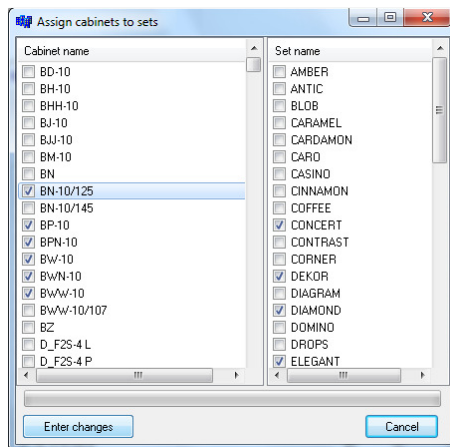 Assign cabinets to sets
Cabinet name
BD-10
BH-10
BHH-10
BJ-10
BJJ-10
BM-10
BN
BN-10/125
BN-10/145
BP-10
BPN-10
BW-10
BWN-10
BWW-10
BWW-10/107
BZ
D_F2S-4 L
D_F2S-4 P
Set name
AMBER
ANTIC
BLOB
CARAMEL
CARDAMON
CARO
CASINO
CINNAMON
COFFEE
CONCERT
CONTRAST
CORNER
DEKOR
DIAGRAM
DIAMOND
DOMINO
DROPS
ELEGANT
Enter changes
Cancel